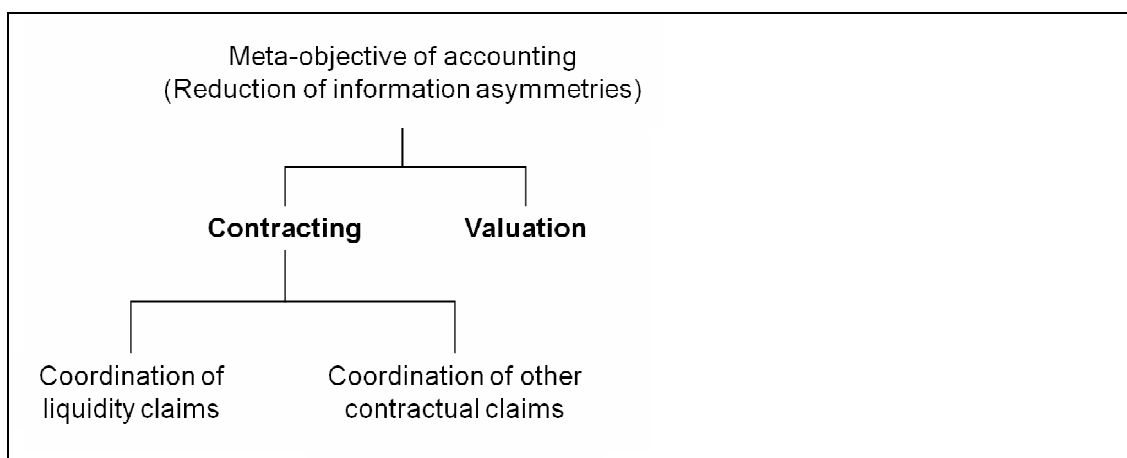 Meta-objective of accounting
(Reduction of information asymmetries)
Contracting
Valuation
Coordination of
liquidity claims
Coordination of other
contractual claims